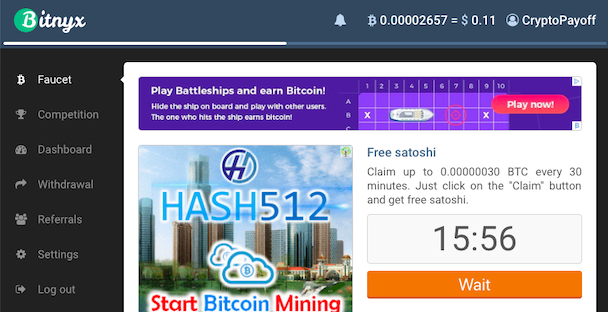 Bitnyx
₿ 0.00002657 = $ 0.11 CryptoPayoff
Faucet
Competition
Dashboard
Withdrawal
Referrals
Settings
Log out
Play Battleships and earn Bitcoin!
Hide the ship on board and play with other users.
The one who hits the ship earns bitcoin!
1 2 3 4 5 6 7 8 9 10
A
B X X
C
Play now!
HASH512
Start Bitcoin Mining
Free satoshi
Claim up to 0.00000030 BTC every 30
minutes. Just click on the "Claim" button
and get free satoshi.
15:56
Wait